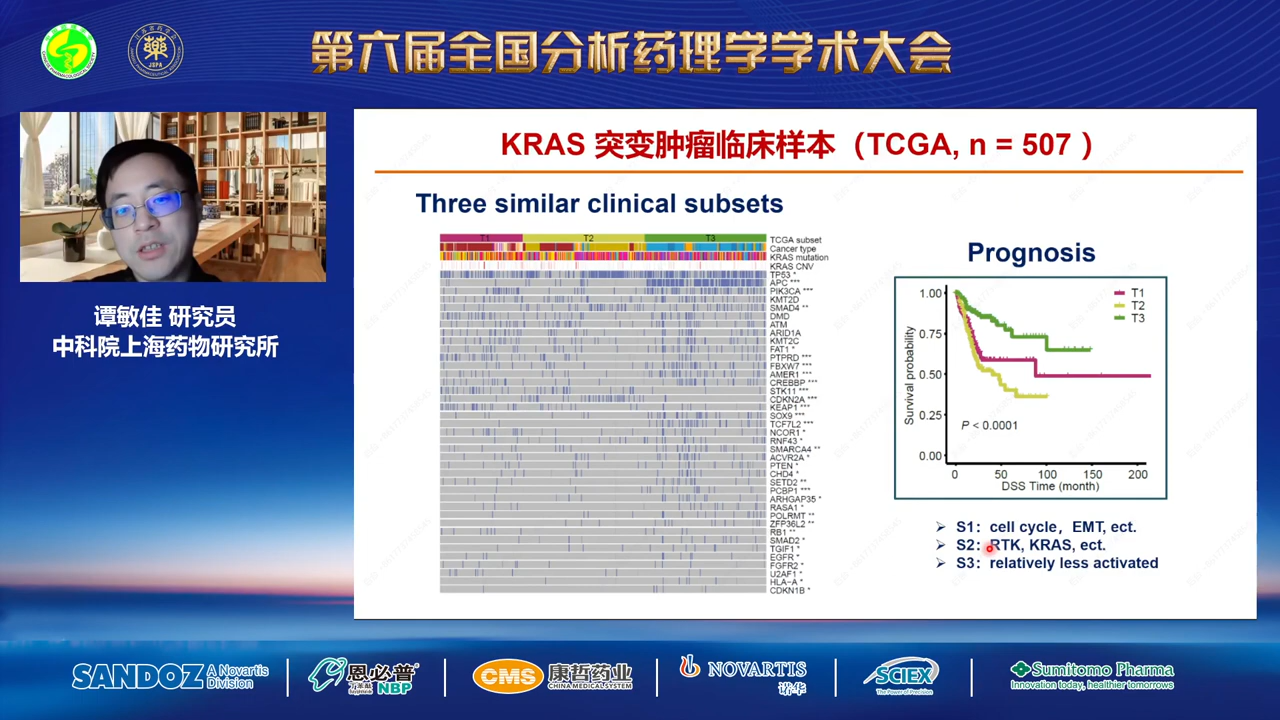 第六届全国分析药理学学术大会
谭敏佳 研究员
中科院上海药物研究所
KRAS 突变肿瘤临床样本（TCGA, n = 507 ）
Three similar clinical subsets
T1 T2 T3
TCGA subset
Cancer type
KRAS mutation
KRAS CNV
TP53 *
APC ***
PIK3CA ***
KMT2D
SMAD4 **
DMD
ATM
ARID1A
KMT2C
FAT1 *
PTPRD ***
FBXW7 ***
AMER1 ***
CREBBP ***
STK11 ***
CDKN2A ***
KEAP1 ***
SOX9 ***
TCF7L2 ***
NCOR1 *
RNF43 *
SMARCA4 **
ACVR2A *
PTEN *
CHD4 *
SETD2 **
PCBP1 ***
ARHGAP35 *
RASA1 *
POLRMT **
ZFP36L2 **
RB1 **
SMAD2 *
TGIF1 *
EGFR *
FGFR2 *
U2AF1 *
HLA−A *
CDKN1B *
Prognosis
T1
T2
T3
1.00
0.75
0.50
0.25
0.00
Survival probability
P < 0.0001
0 50 100 150 200
DSS Time (month)
➢ S1：cell cycle，EMT, ect.
➢ S2：RTK, KRAS, ect.
➢ S3：relatively less activated
SANDOZ A Novartis Division
恩必普 NBP
CMS 康哲药业
CHINA MEDICAL SYSTEM
NOVARTIS
诺华
SCIEX
The Power of Precision
Sumitomo Pharma
Innovation today, healthier tomorrows